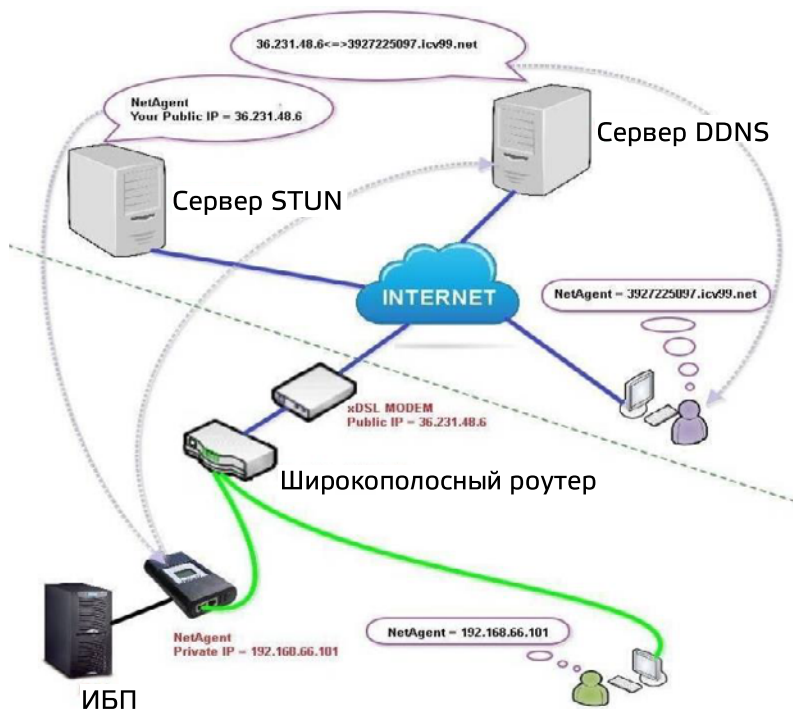 36.231.48.6<=>3927225097.icv99.net
NetAgent
Your Public IP = 36.231.48.6
Сервер DDNS
Сервер STUN
INTERNET
NetAgent = 3927225097.icv99.net
xDSL MODEM
Public IP = 36.231.48.6
Широкополосный роутер
NetAgent
Private IP = 192.168.66.101
NetAgent = 192.168.66.101
ИБП